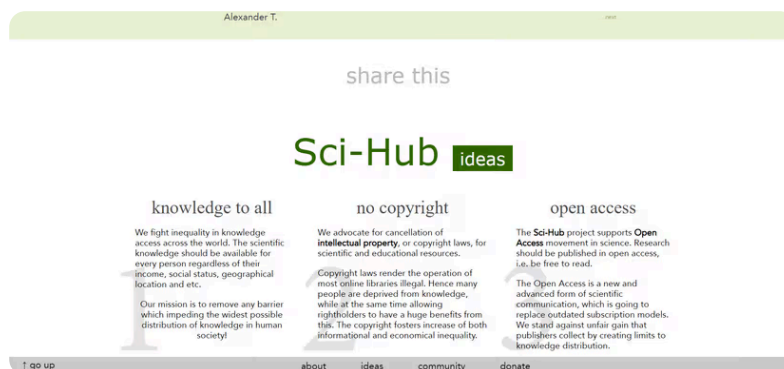 Alexander T.
share this
Sci-Hub ideas
knowledge to all
We fight inequality in knowledge
access across the world. The scientific
knowledge should be available for
every person regardless of their
income, social status, geographical
location and etc.
Our mission is to remove any barrier
which impeding the widest possible
distribution of knowledge in human
society!
1
no copyright
We advocate for cancellation of
intellectual property, or copyright laws, for
scientific and educational resources.
Copyright laws render the operation of
most online libraries illegal. Hence many
people are deprived from knowledge,
while at the same time allowing
rightholders to have a huge benefits from
this. The copyright fosters increase of both
informational and economical inequality.
2
open access
The Sci-Hub project supports Open
Access movement in science. Research
should be published in open access,
i.e. be free to read.
The Open Access is a new and
advanced form of scientific
communication, which is going to
replace outdated subscription models.
We stand against unfair gain that
publishers collect by creating limits to
knowledge distribution.
3
↑ go up about ideas community donate